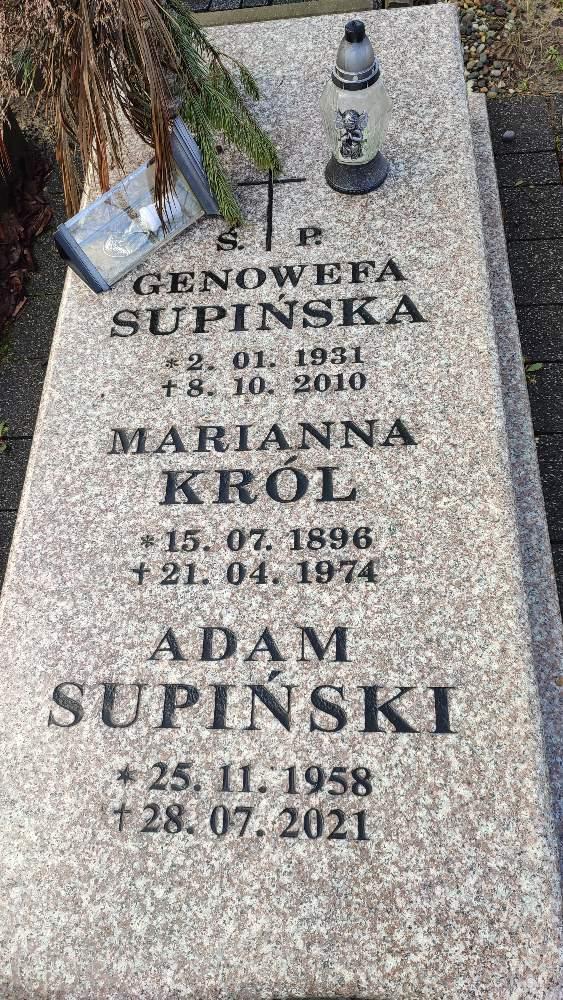 Ś. P.
GENOWEFA
SUPIŃSKA
* 2. 01. 1931
† 8. 10. 2010
MARIANNA
KRÓL
* 15. 07. 1896
† 21. 04. 1974
ADAM
SUPIŃSKI
* 25. 11. 1958
† 28. 07. 2021